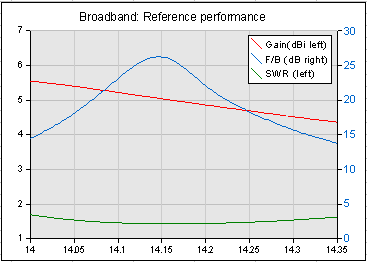 Broadband: Reference performance
Gain(dBi left)
F/B (dB right)
SWR (left)
7
6
5
4
3
2
1
30
25
20
15
10
5
0
14 14.05 14.1 14.15 14.2 14.25 14.3 14.35